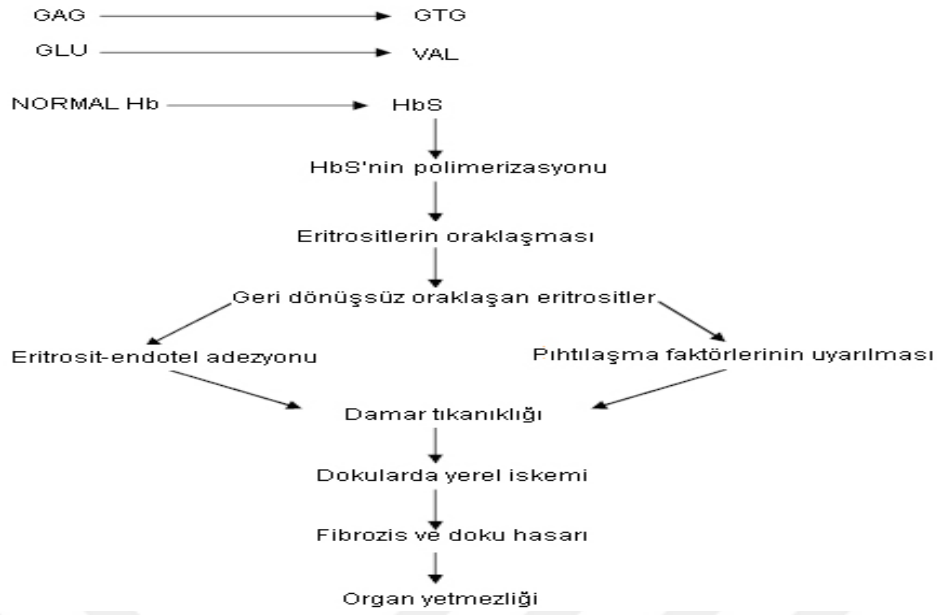 GAG GTG
GLU VAL
NORMAL Hb HbS
HbS'nin polimerizasyonu
Eritrositlerin oraklaşması
Geri dönüşsüz oraklaşan eritrositler
Eritrosit-endotel adezyonu Pıhtılaşma faktörlerinin uyarılması
Damar tıkanıklığı
Dokularda yerel iskemi
Fibrozis ve doku hasarı
Organ yetmezliği